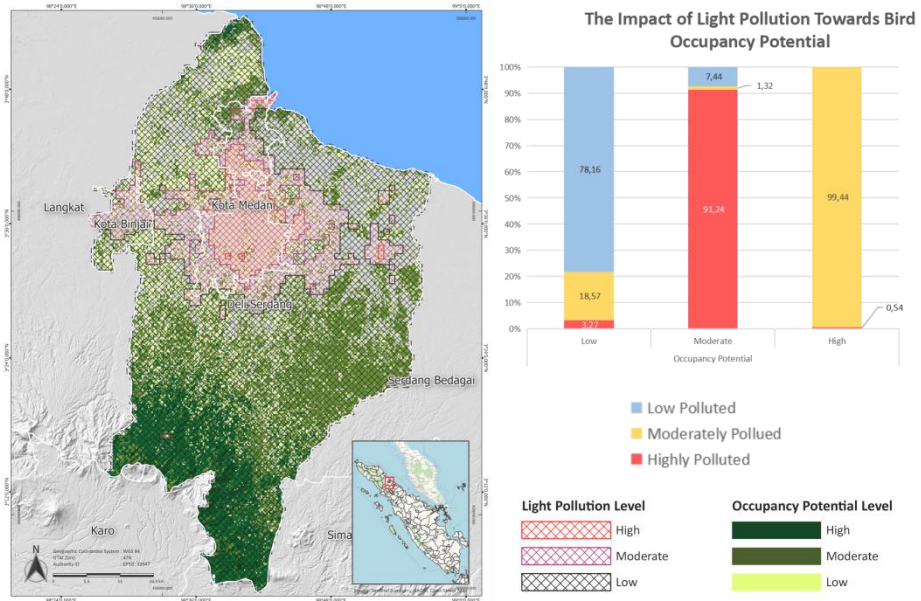 The Impact of Light Pollution Towards Bird
Occupancy Potential
100%
90%
80%
70%
60%
50%
40%
30%
20%
10%
0%
78,16
18,57
3,27
7,44
1,32
91,24
99,44
0,54
Low
Moderate
High
Occupancy Potential
Low Polluted
Moderately Pollued
Highly Polluted
Light Pollution Level
High
Moderate
Low
Occupancy Potential Level
High
Moderate
Low
Langkat
Kota Binjai
Kota Medan
Deli Serdang
Serdang Bedagai
Karo
Sima
N